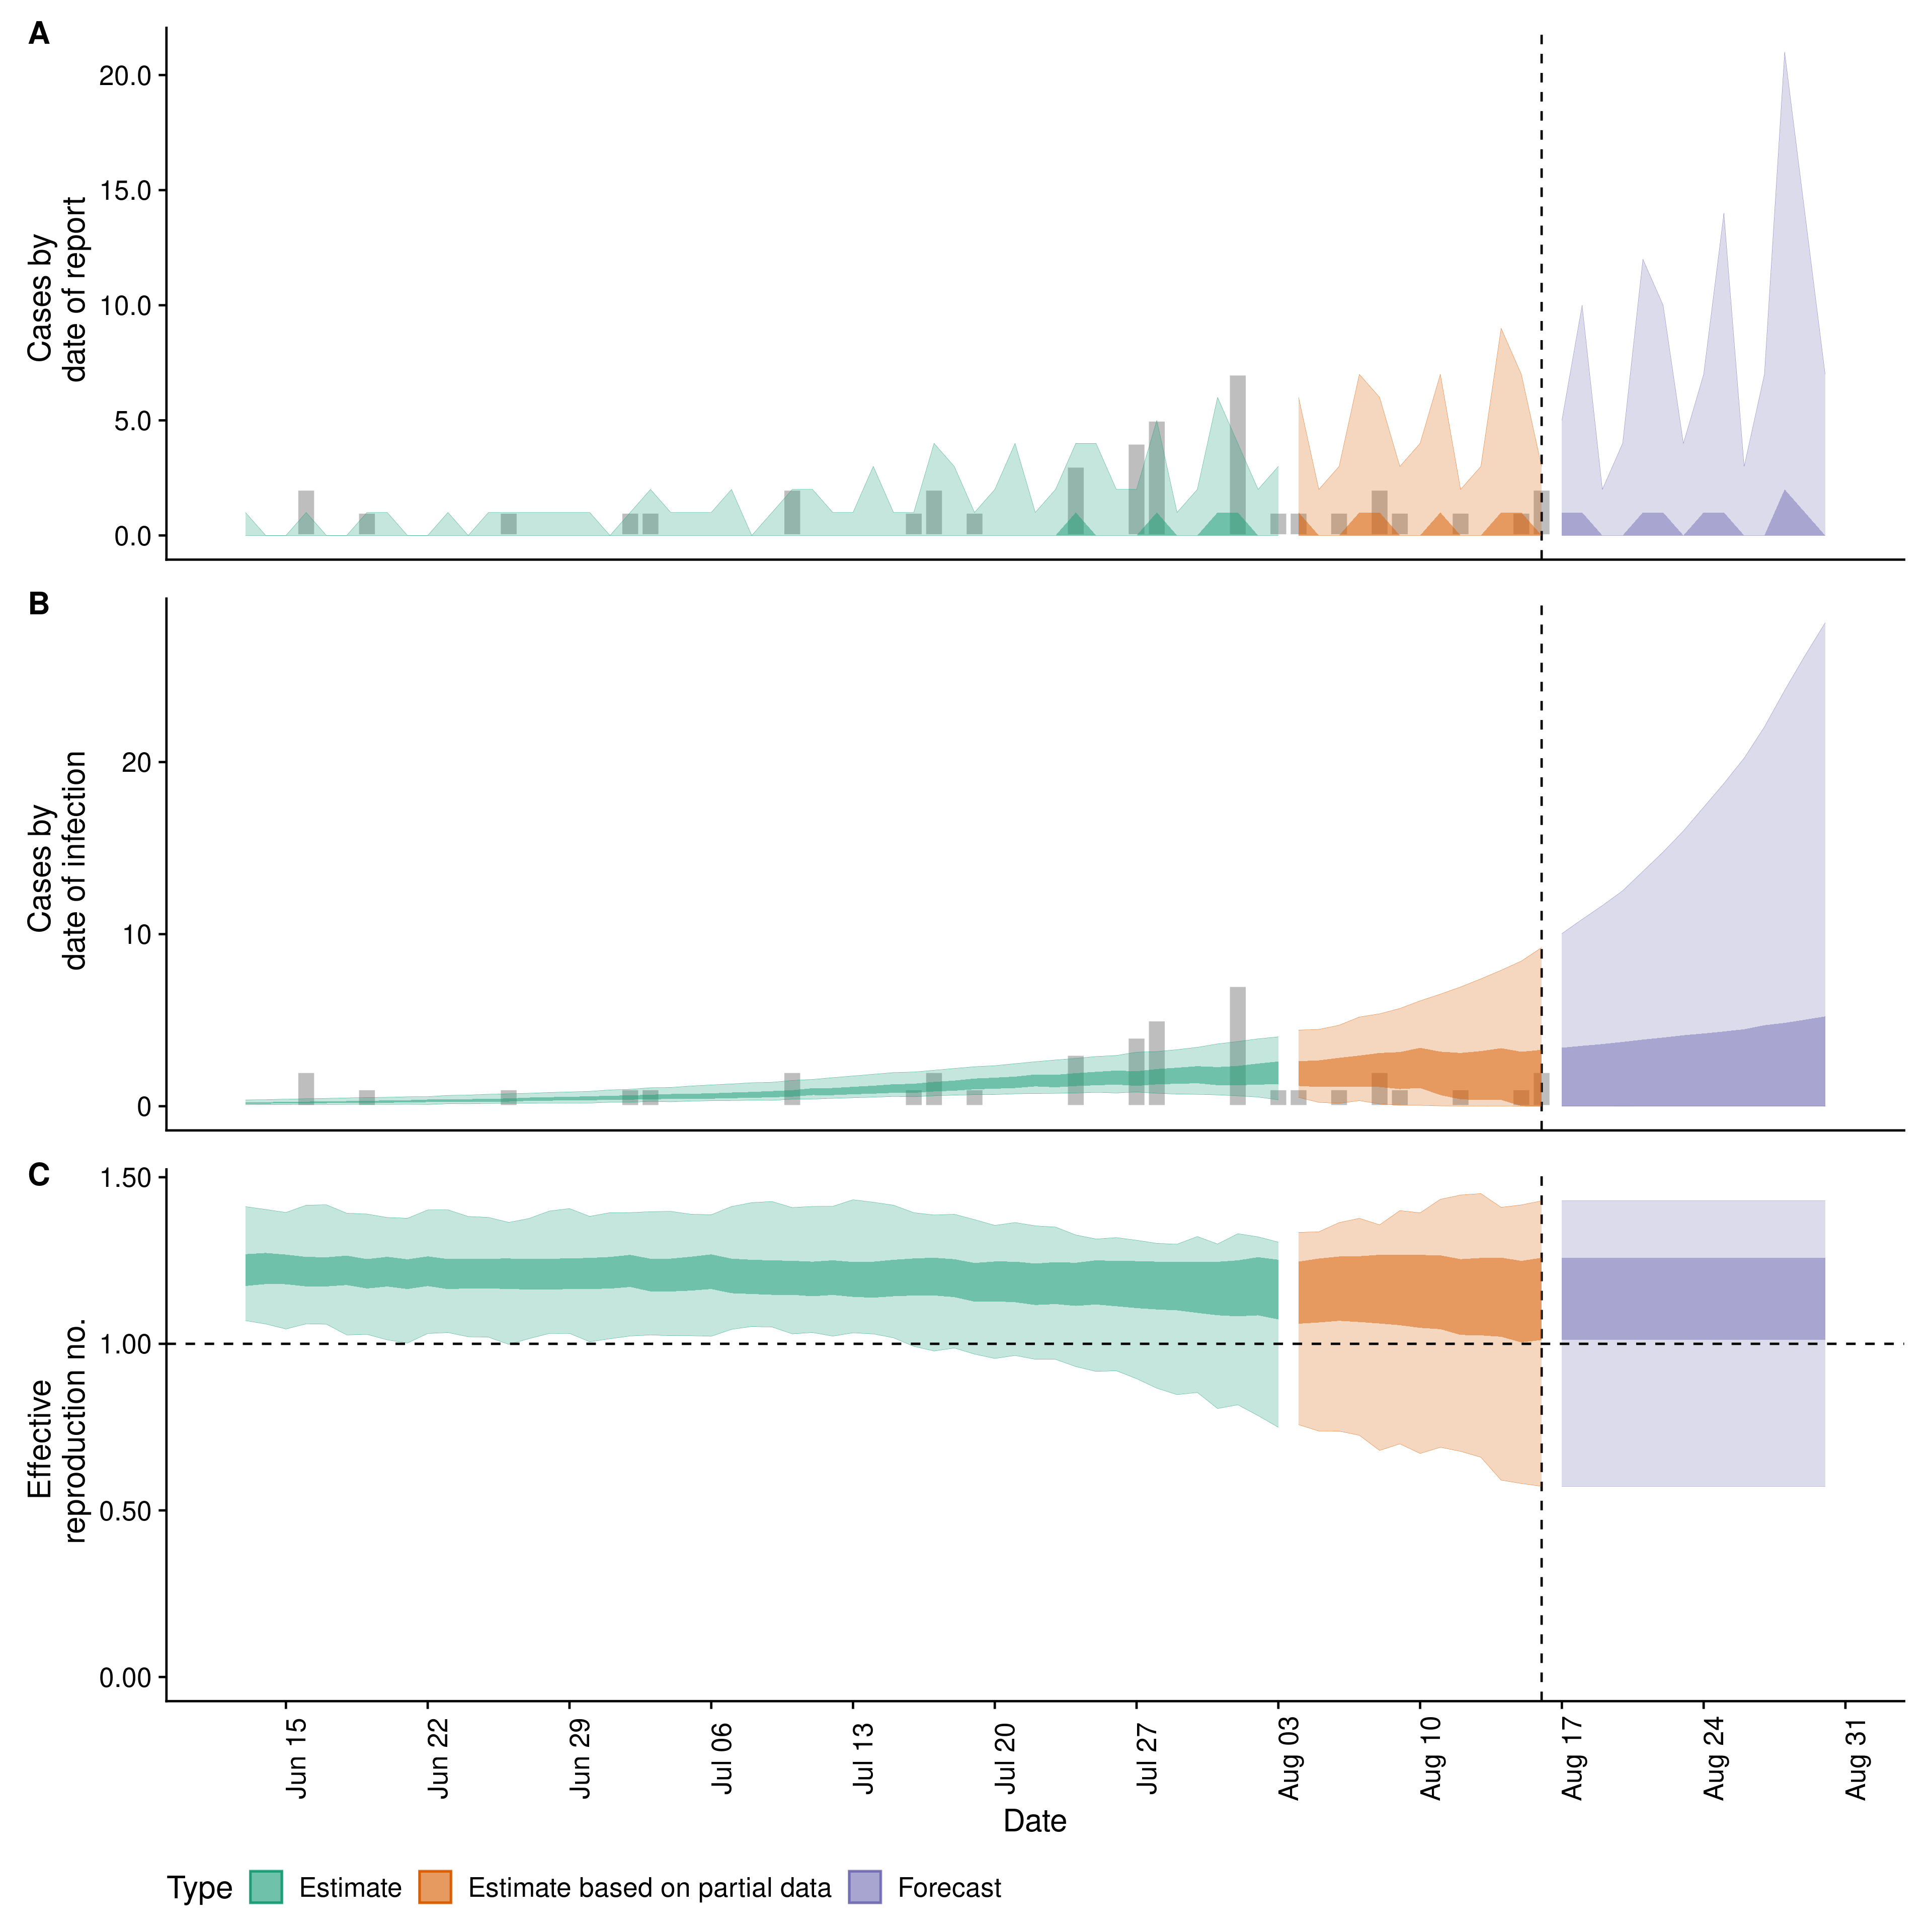 A
20.0
15.0
10.0
5.0
0.0
Cases by
date of report
B
20
10
0
Cases by
date of infection
C
1.50
1.00
0.50
0.00
Effective
reproduction no.
Jun 15
Jun 22
Jun 29
Jul 06
Jul 13
Jul 20
Jul 27
Aug 03
Aug 10
Aug 17
Aug 24
Aug 31
Date
Type Estimate Estimate based on partial data Forecast